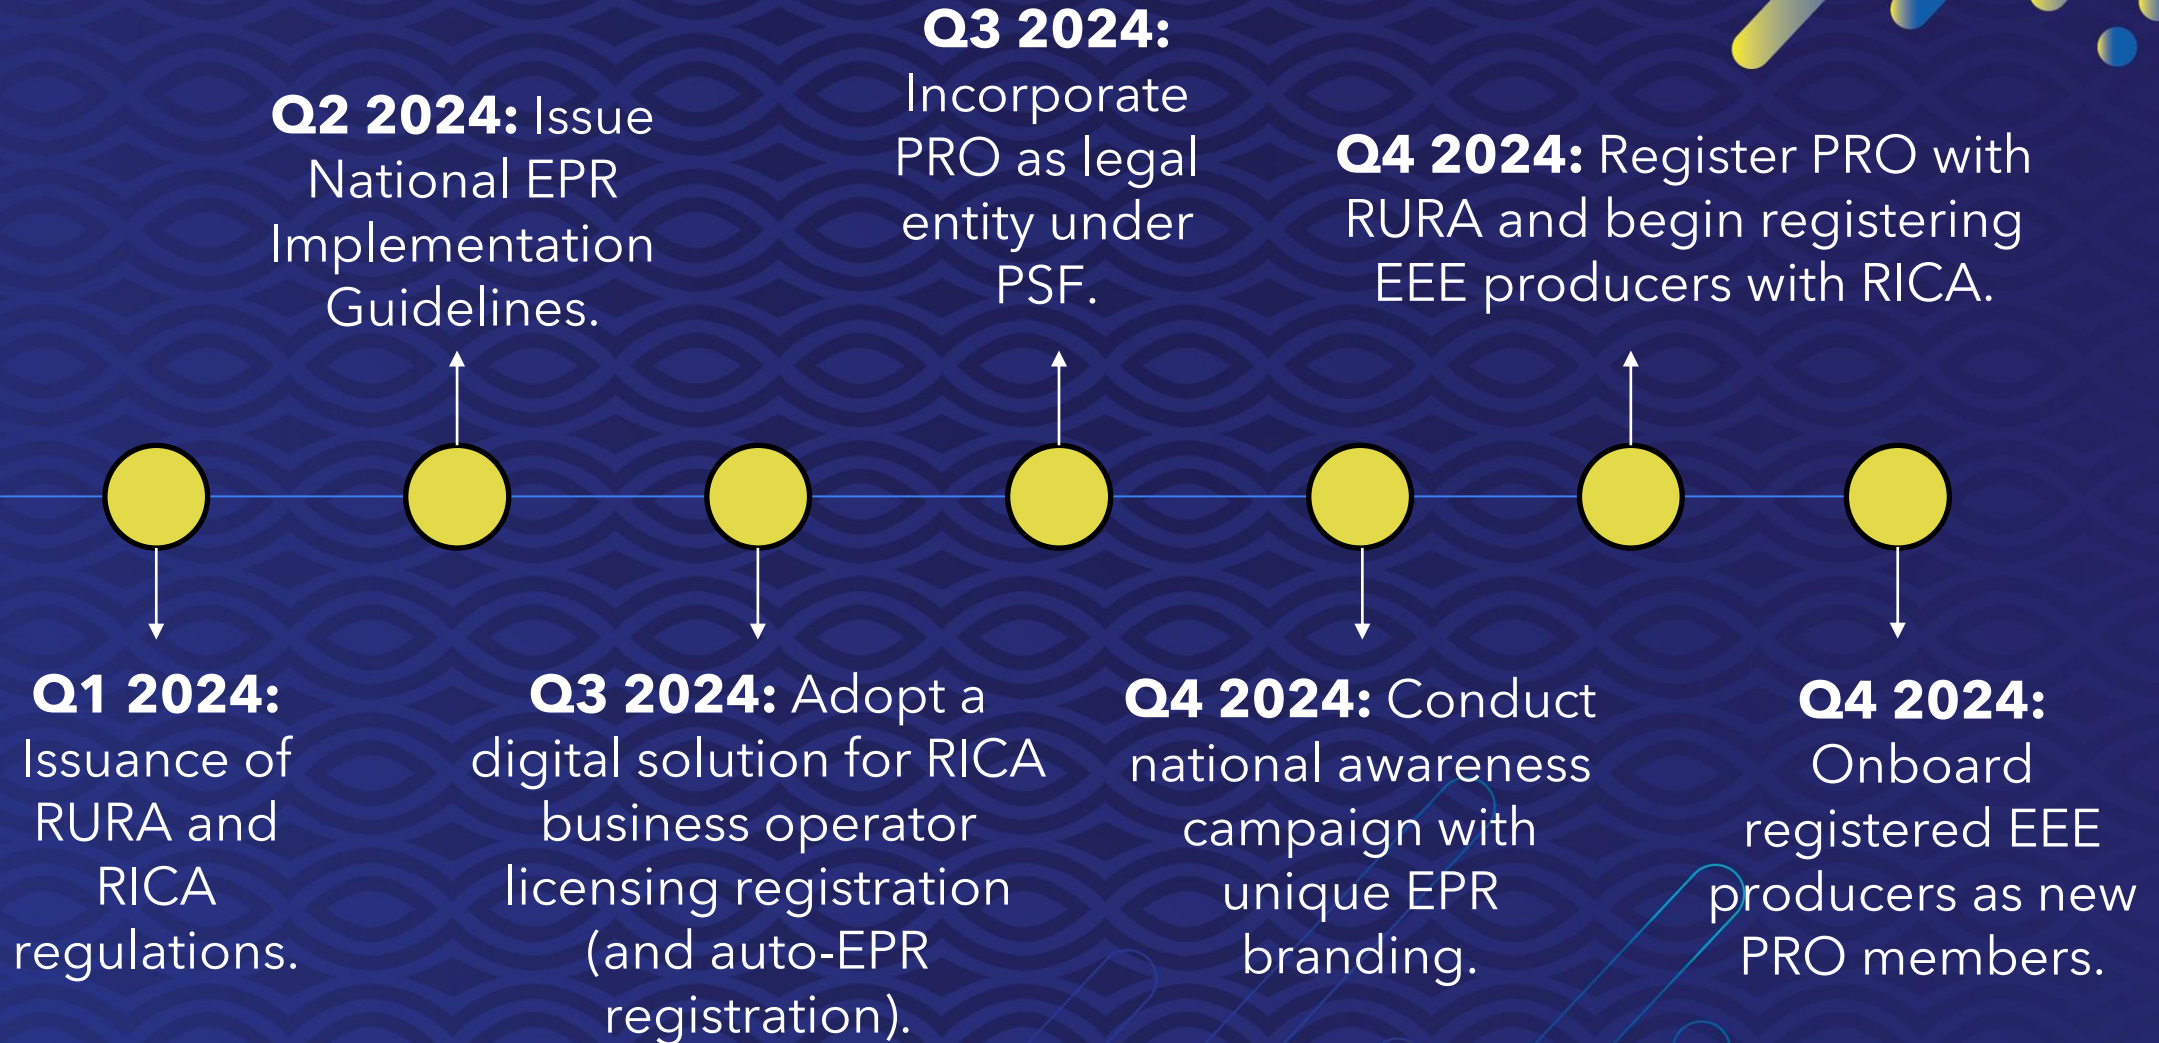 Q1 2024:
Issuance of
RURA and
RICA
regulations.
Q2 2024: Issue
National EPR
Implementation
Guidelines.
Q3 2024: Adopt a
digital solution for RICA
business operator
licensing registration
(and auto-EPR
registration).
Q3 2024:
Incorporate
PRO as legal
entity under
PSF.
Q4 2024: Conduct
national awareness
campaign with
unique EPR
branding.
Q4 2024: Register PRO with
RURA and begin registering
EEE producers with RICA.
Q4 2024:
Onboard
registered EEE
producers as new
PRO members.